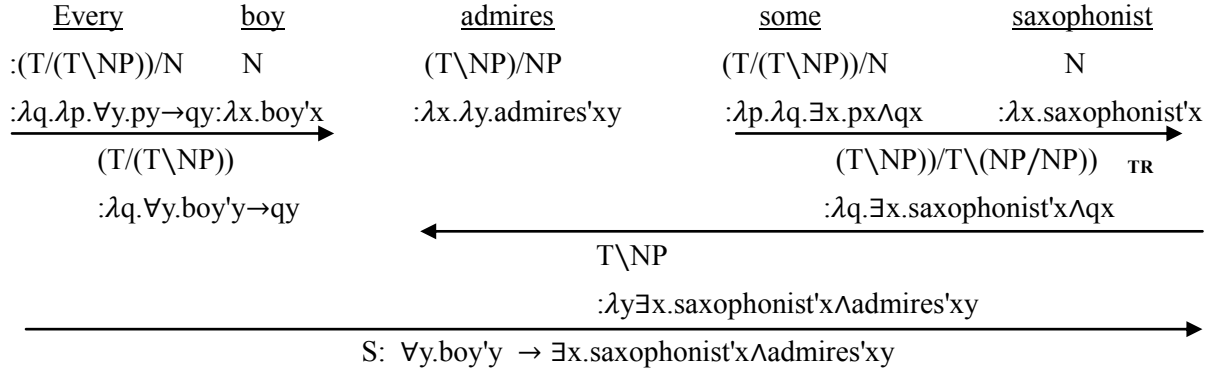 Every boy admires some saxophonist
:(T/(T\NP))/N N (T\NP)/NP (T/(T\NP))/N N
:λq.λp.∀y.py→qy:λx.boy'x :λx.λy.admires'xy :λp.λq.∃x.px∧qx :λx.saxophonist'x
(T/(T\NP)) (T\NP))/T\(NP/NP)) TR
:λq.∀y.boy'y→qy :λq.∃x.saxophonist'x∧qx
T\NP
:λy∃x.saxophonist'x∧admires'xy
S: ∀y.boy'y → ∃x.saxophonist'x∧admires'xy